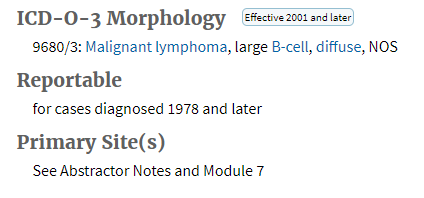 ICD-O-3 Morphology Effective 2001 and later
9680/3: Malignant lymphoma, large B-cell, diffuse, NOS
Reportable
for cases diagnosed 1978 and later
Primary Site(s)
See Abstractor Notes and Module 7